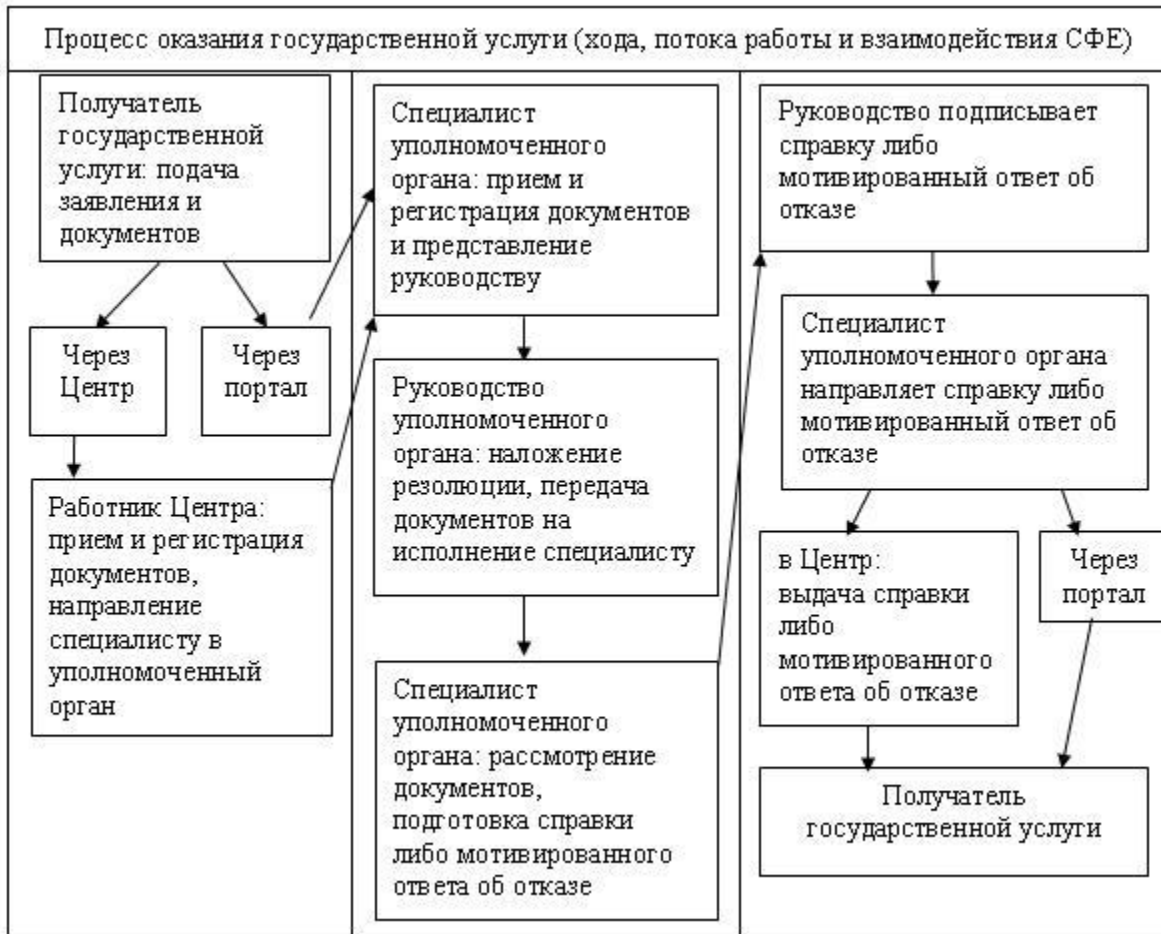 Процесс оказания государственной услуги (хода, потока работы и взаимодействия СФЕ)
Получатель
государственной
услуги: подача
заявления и
документов
Через
Центр
Через
портал
Работник Центра:
прием и регистрация
документов,
направление
специалисту в
уполномоченный
орган
Специалист
уполномоченного
органа: прием и
регистрация документов
и представление
руководству
Руководство
уполномоченного
органа: наложение
резолюции, передача
документов на
исполнение специалисту
Специалист
уполномоченного
органа: рассмотрение
документов,
подготовка справки
либо мотивированного
ответа об отказе
Руководство подписывает
справку либо
мотивированный ответ об
отказе
Специалист
уполномоченного органа
направляет справку либо
мотивированный ответ об
отказе
в Центр:
выдача справки
либо
мотивированного
ответа об отказе
Через
портал
Получатель
государственной услуги